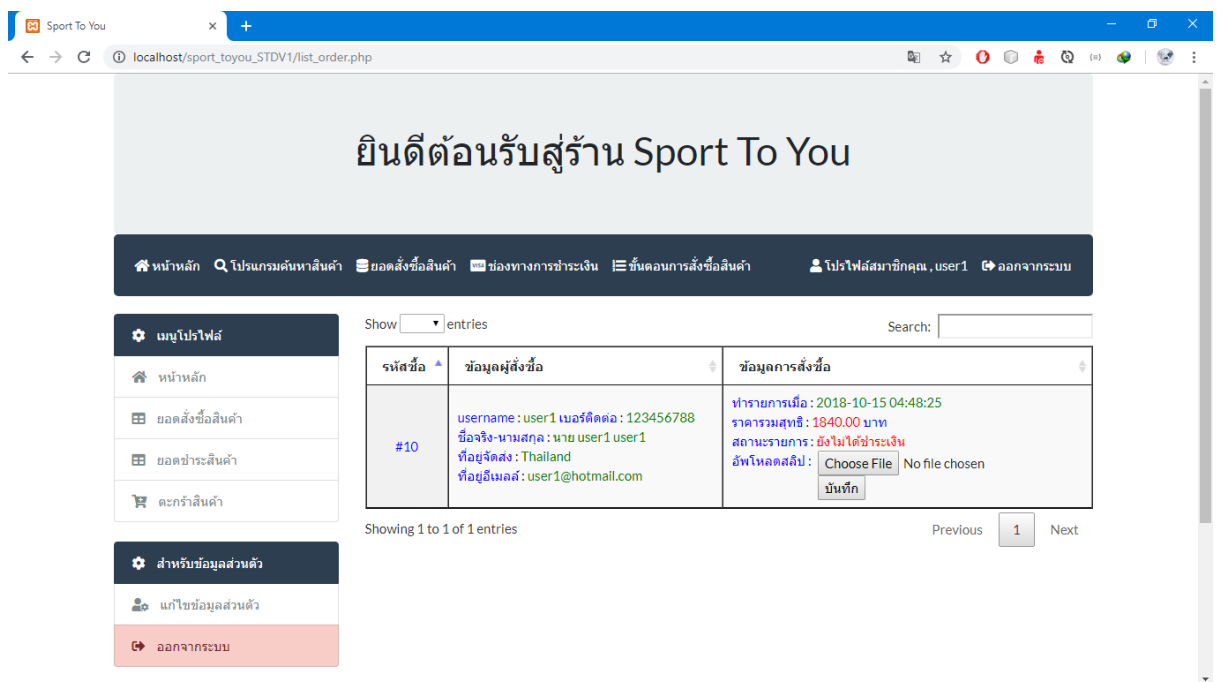 Sport To You
localhost/sport_toyou_STDV1/list_order.php
ยินดีต้อนรับสู่ร้าน Sport To You
หน้าหลัก โปรแกรมค้นหาสินค้า ยอดสั่งซื้อสินค้า VISA ช่องทางการชำระเงิน ขั้นตอนการสั่งซื้อสินค้า โปรไฟล์สมาชิกคุณ , user1 ออกจากระบบ
เมนูโปรไฟล์
หน้าหลัก
ยอดสั่งซื้อสินค้า
ยอดชำระสินค้า
ตะกร้าสินค้า
สำหรับข้อมูลส่วนตัว
แก้ไขข้อมูลส่วนตัว
ออกจากระบบ
Show entries
Search:
รหัสซื้อ ข้อมูลผู้สั่งซื้อ ข้อมูลการสั่งซื้อ
#10
username : user1 เบอร์ติดต่อ : 123456788
ชื่อจริง-นามสกุล : นาย user1 user1
ที่อยู่จัดส่ง : Thailand
ที่อยู่อีเมลล์ : user1@hotmail.com
ทำรายการเมื่อ : 2018-10-15 04:48:25
ราคารวมสุทธิ : 1840.00 บาท
สถานะรายการ : ยังไม่ได้ชำระเงิน
อัพโหลดสลิป : Choose File No file chosen
บันทึก
Showing 1 to 1 of 1 entries
Previous 1 Next